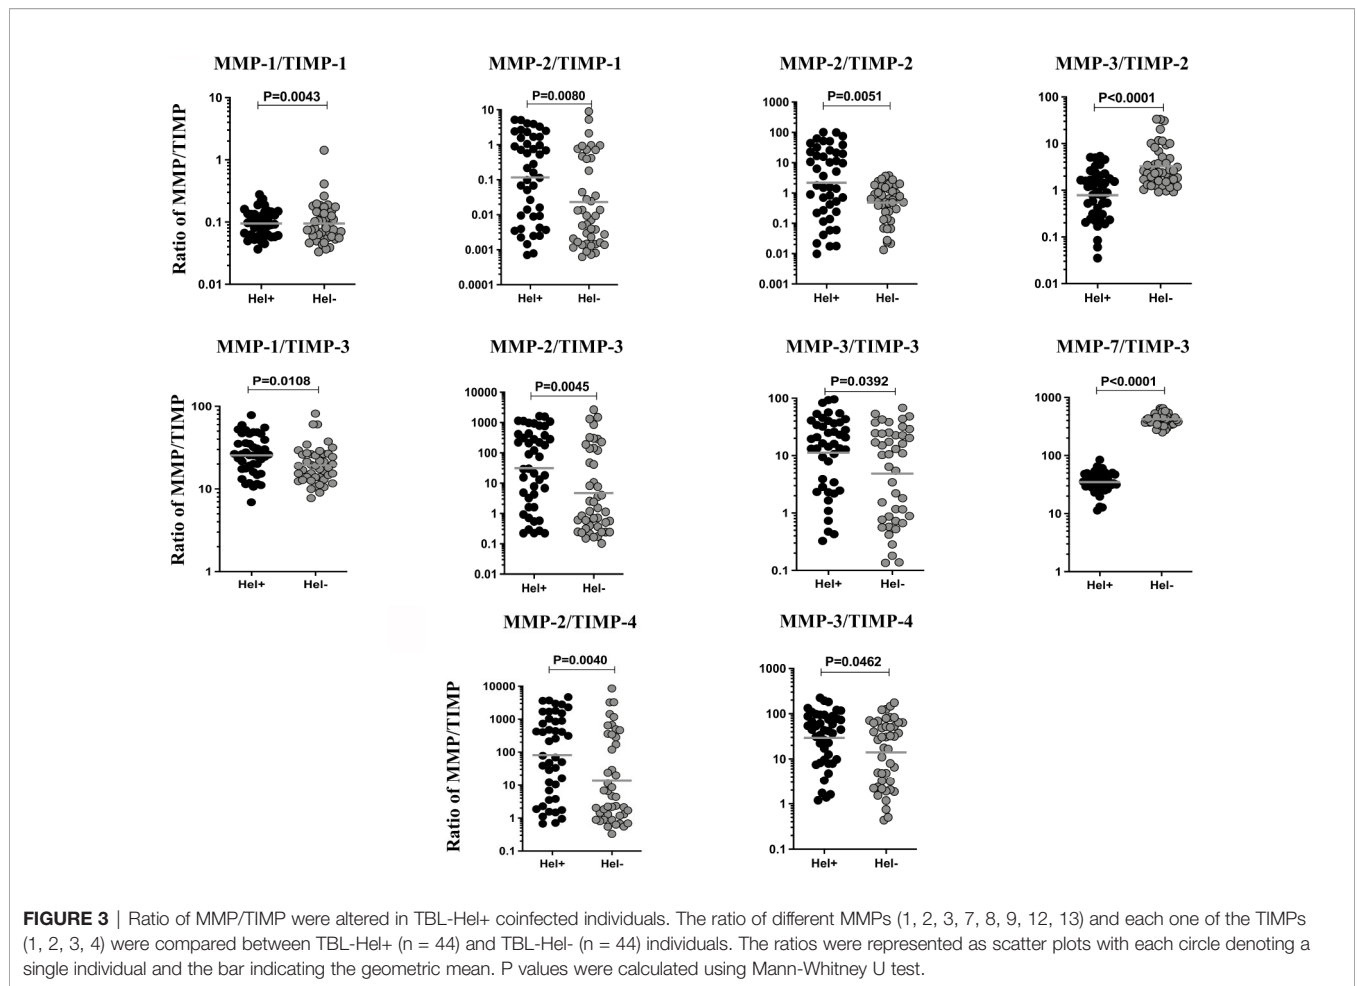 MMP-1/TIMP-1
MMP-2/TIMP-1
MMP-2/TIMP-2
MMP-3/TIMP-2
Ratio of MMP/TIMP
P=0.0043
10
1
0.1
0.01
Hel+ Hel-
P=0.0080
10
1
0.1
0.01
0.001
0.0001
Hel+ Hel-
P=0.0051
1000
100
10
1
0.1
0.01
0.001
Hel+ Hel-
P<0.0001
100
10
1
0.1
0.01
Hel+ Hel-
MMP-1/TIMP-3
MMP-2/TIMP-3
MMP-3/TIMP-3
MMP-7/TIMP-3
Ratio of MMP/TIMP
P=0.0108
100
10
1
Hel+ Hel-
P=0.0045
10000
1000
100
10
1
0.1
0.01
Hel+ Hel-
P=0.0392
100
10
1
0.1
Hel+ Hel-
P<0.0001
1000
100
10
1
Hel+ Hel-
MMP-2/TIMP-4
MMP-3/TIMP-4
Ratio of MMP/TIMP
P=0.0040
10000
1000
100
10
1
0.1
Hel+ Hel-
P=0.0462
1000
100
10
1
0.1
Hel+ Hel-
FIGURE 3 | Ratio of MMP/TIMP were altered in TBL-Hel+ coinfected individuals. The ratio of different MMPs (1, 2, 3, 7, 8, 9, 12, 13) and each one of the TIMPs
(1, 2, 3, 4) were compared between TBL-Hel+ (n = 44) and TBL-Hel- (n = 44) individuals. The ratios were represented as scatter plots with each circle denoting a
single individual and the bar indicating the geometric mean. P values were calculated using Mann-Whitney U test.